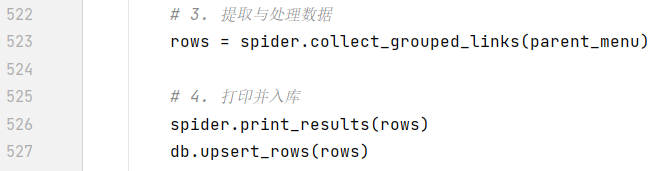 522 # 3. 提取与处理数据
523 rows = spider.collect_grouped_links(parent_menu)
524
525 # 4. 打印并入库
526 spider.print_results(rows)
527 db.upsert_rows(rows)